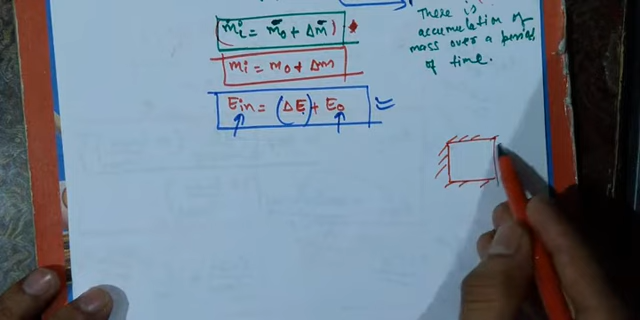 (ṁi = ṁo + Δṁ)
mi = mo + Δm
Ein = (ΔE) + Eo
There is
accumulation of
mass over a period
of time.